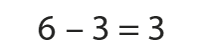 6 – 3 = 3